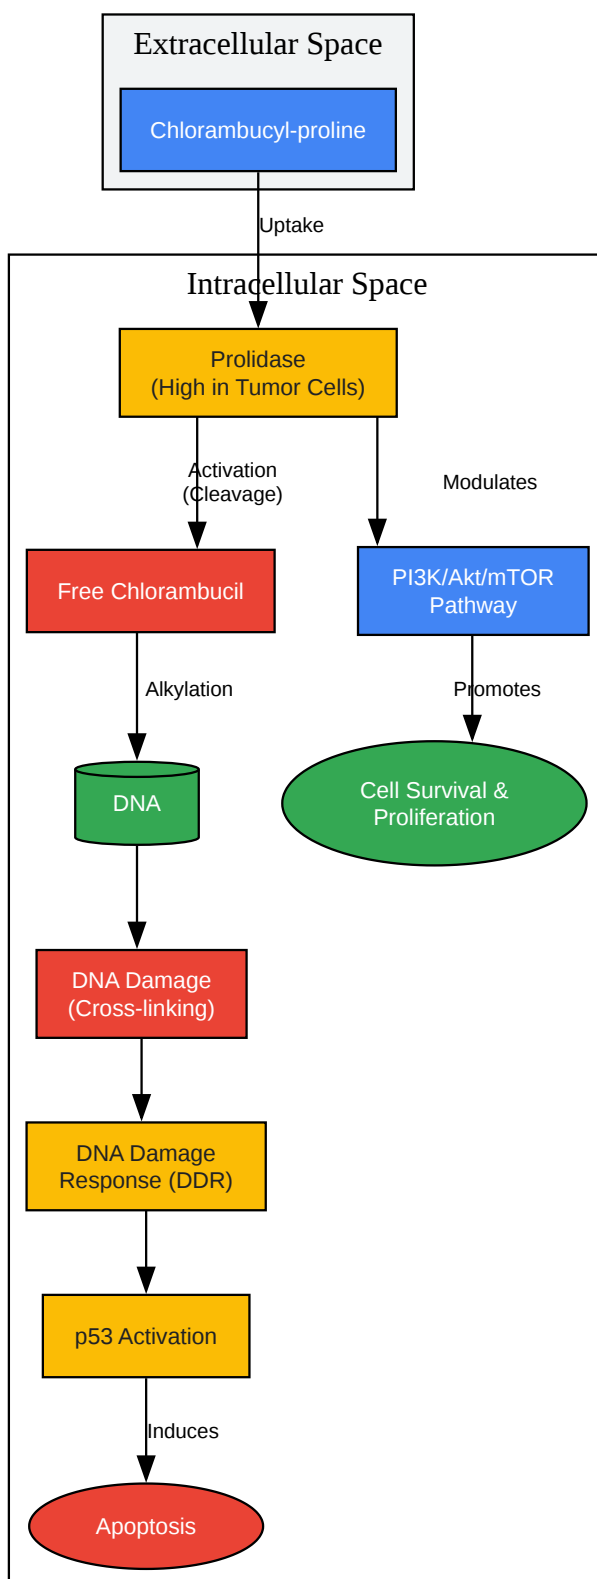 Extracellular Space
Chlorambucyl-proline
Uptake
Intracellular Space
Prolidase
(High in Tumor Cells)
Activation
(Cleavage)
Modulates
Free Chlorambucil
PI3K/Akt/mTOR
Pathway
Alkylation
Promotes
DNA
Cell Survival &
Proliferation
DNA Damage
(Cross-linking)
DNA Damage
Response (DDR)
p53 Activation
Induces
Apoptosis